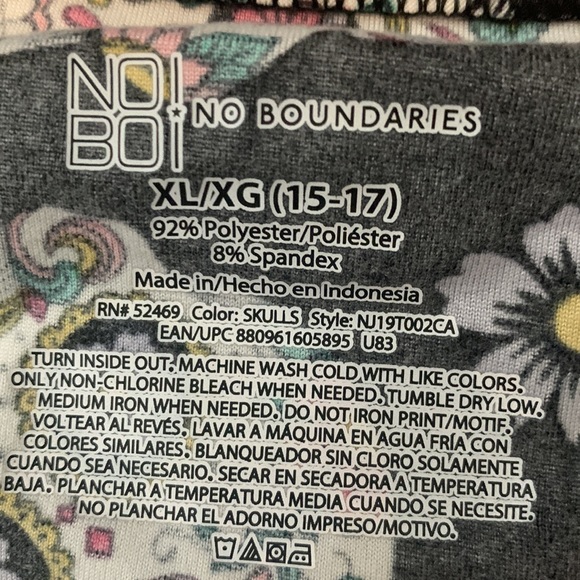 NO!
BO!
NO BOUNDARIES
XL/XG (15-17)
92% Polyester/Poliéster
8% Spandex
Made in/Hecho en Indonesia
RN# 52469 Color: SKULLS Style: NJ19T002CA
EAN/UPC 880961605895 U83
TURN INSIDE OUT. MACHINE WASH COLD WITH LIKE COLORS.
ONLY NON-CHLORINE BLEACH WHEN NEEDED. TUMBLE DRY LOW.
MEDIUM IRON WHEN NEEDED. DO NOT IRON PRINT/MOTIF.
VOLTEAR AL REVÉS. LAVAR A MÁQUINA EN AGUA FRÍA CON
COLORES SIMILARES. BLANQUEADOR SIN CLORO SOLAMENTE
CUANDO SEA NECESARIO. SECAR EN SECADORA A TEMPERATURA
BAJA. PLANCHAR A TEMPERATURA MEDIA CUANDO SE NECESITE.
NO PLANCHAR EL ADORNO IMPRESO/MOTIVO.